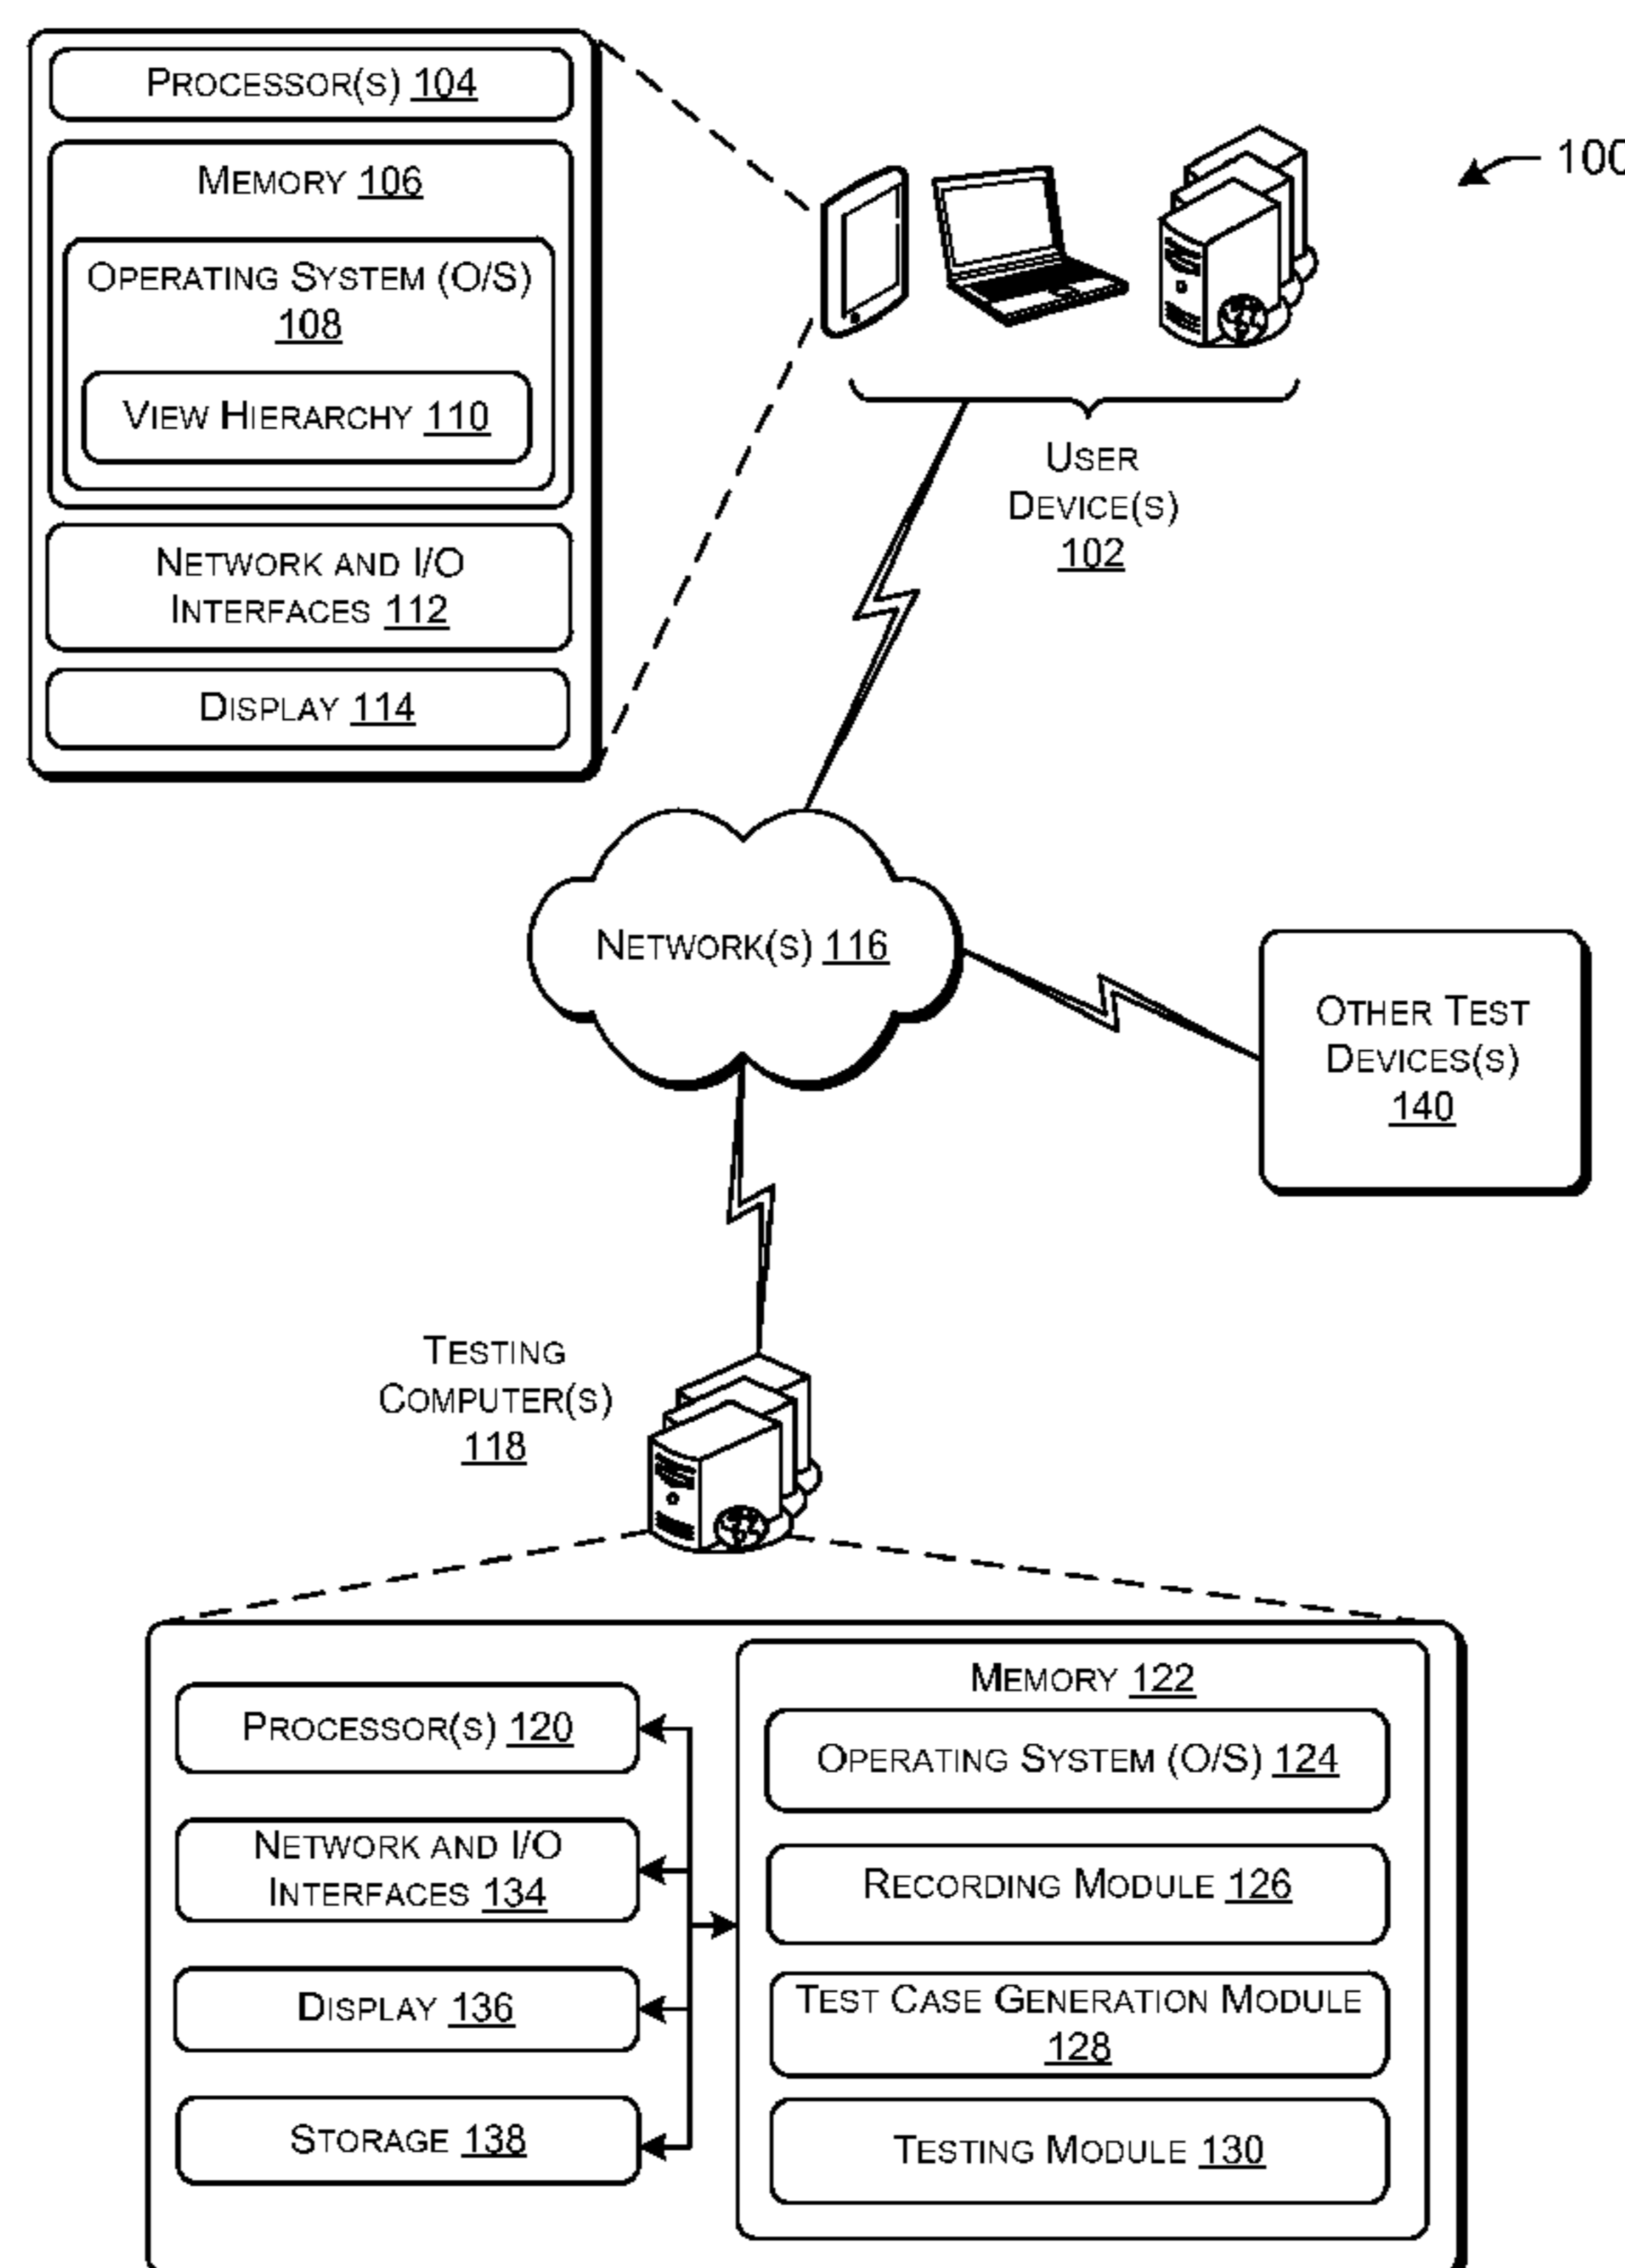 PROCESSOR(S) 104
MEMORY 106
OPERATING SYSTEM (O/S)
108
VIEW HIERARCHY 110
NETWORK AND I/O
INTERFACES 112
DISPLAY 114
100
USER
DEVICE(S)
102
NETWORK(S) 116
OTHER TEST
DEVICES(S)
140
TESTING
COMPUTER(S)
118
PROCESSOR(S) 120
NETWORK AND I/O
INTERFACES 134
DISPLAY 136
STORAGE 138
MEMORY 122
OPERATING SYSTEM (O/S) 124
RECORDING MODULE 126
TEST CASE GENERATION MODULE
128
TESTING MODULE 130